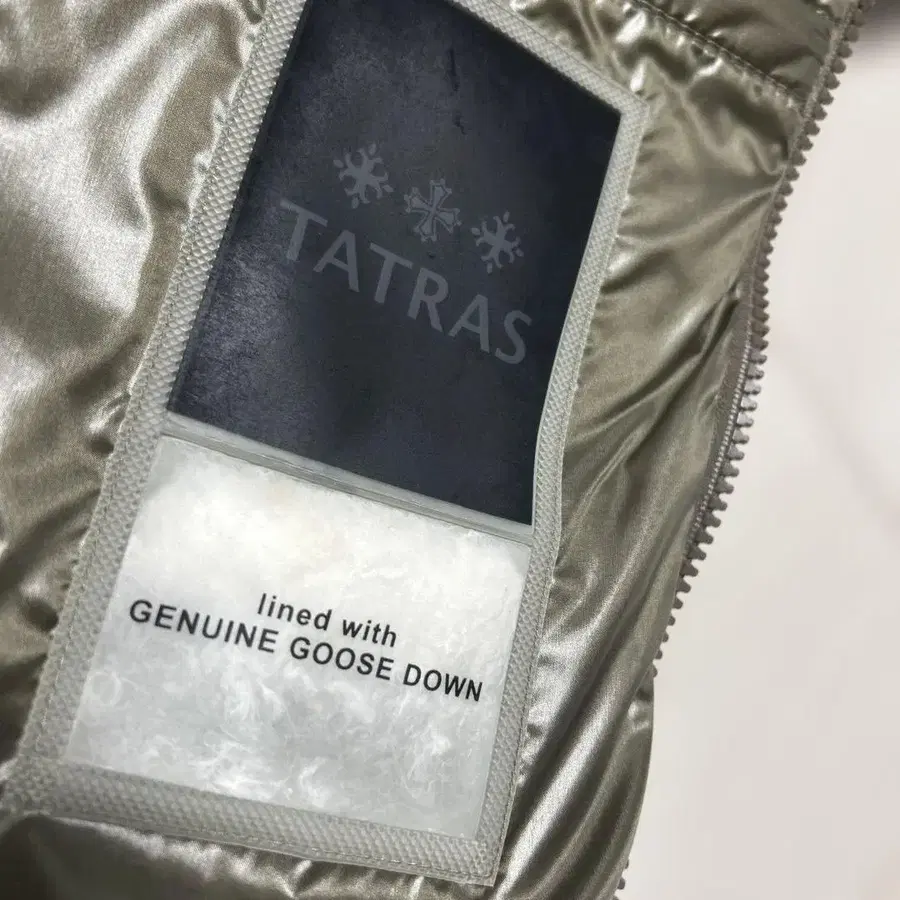 TATRAS
lined with
GENUINE GOOSE DOWN